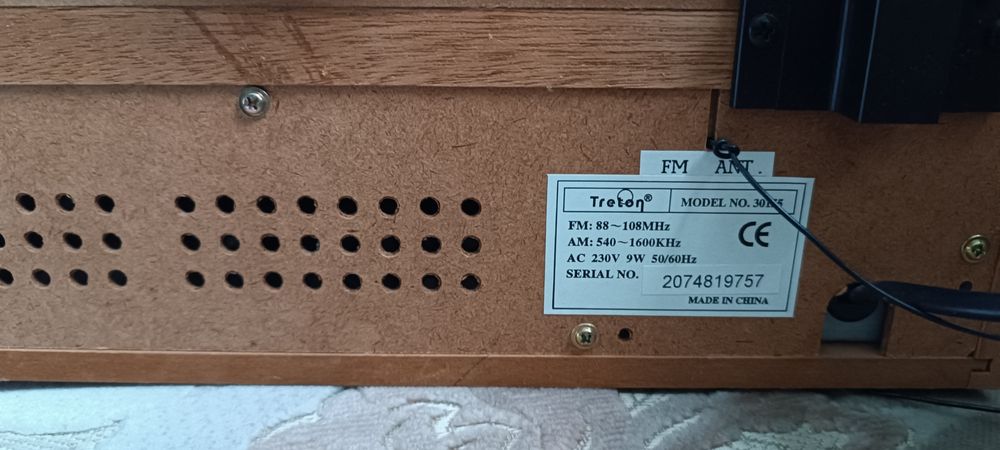 FM ANT.
Treton®
MODEL NO.
FM: 88~108MHz
AM: 540~1600KHz
CE
AC 230V 9W 50/60Hz
SERIAL NO. 2074819757
MADE IN CHINA